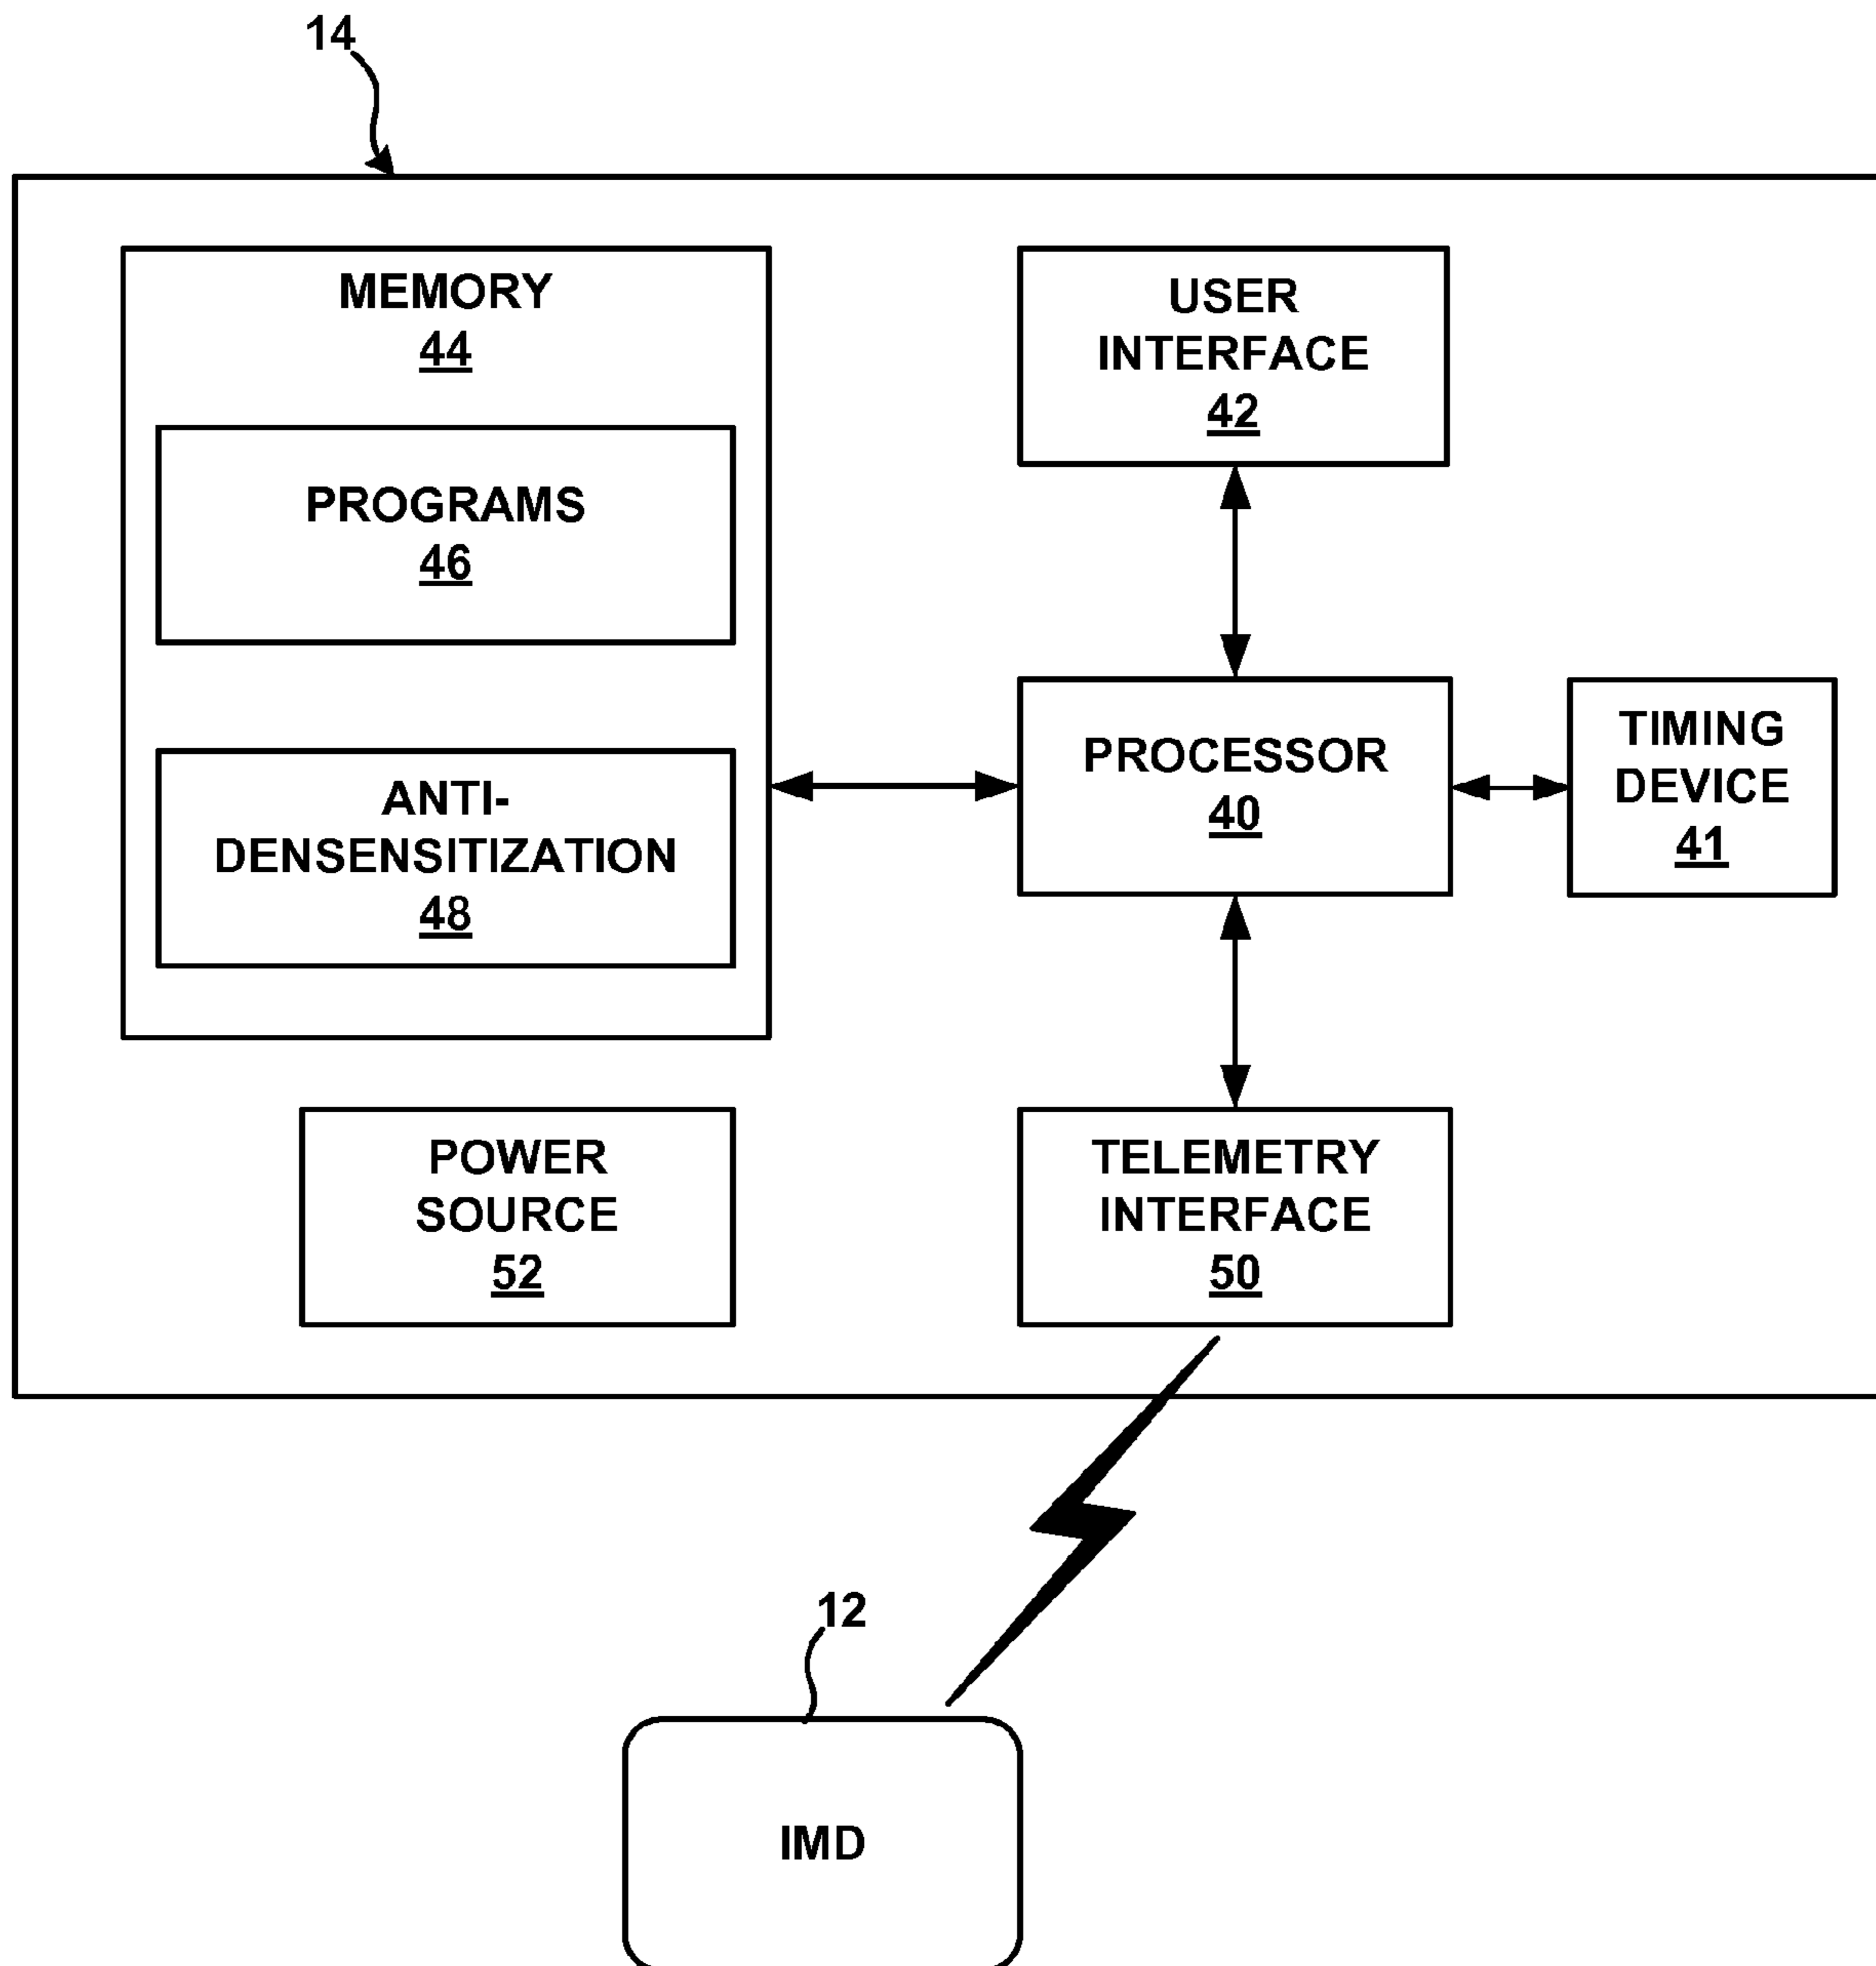 14
MEMORY
44
PROGRAMS
46
ANTI-
DENSENSITIZATION
48
USER
INTERFACE
42
PROCESSOR
40
TIMING
DEVICE
41
POWER
SOURCE
52
TELEMETRY
INTERFACE
50
12
IMD